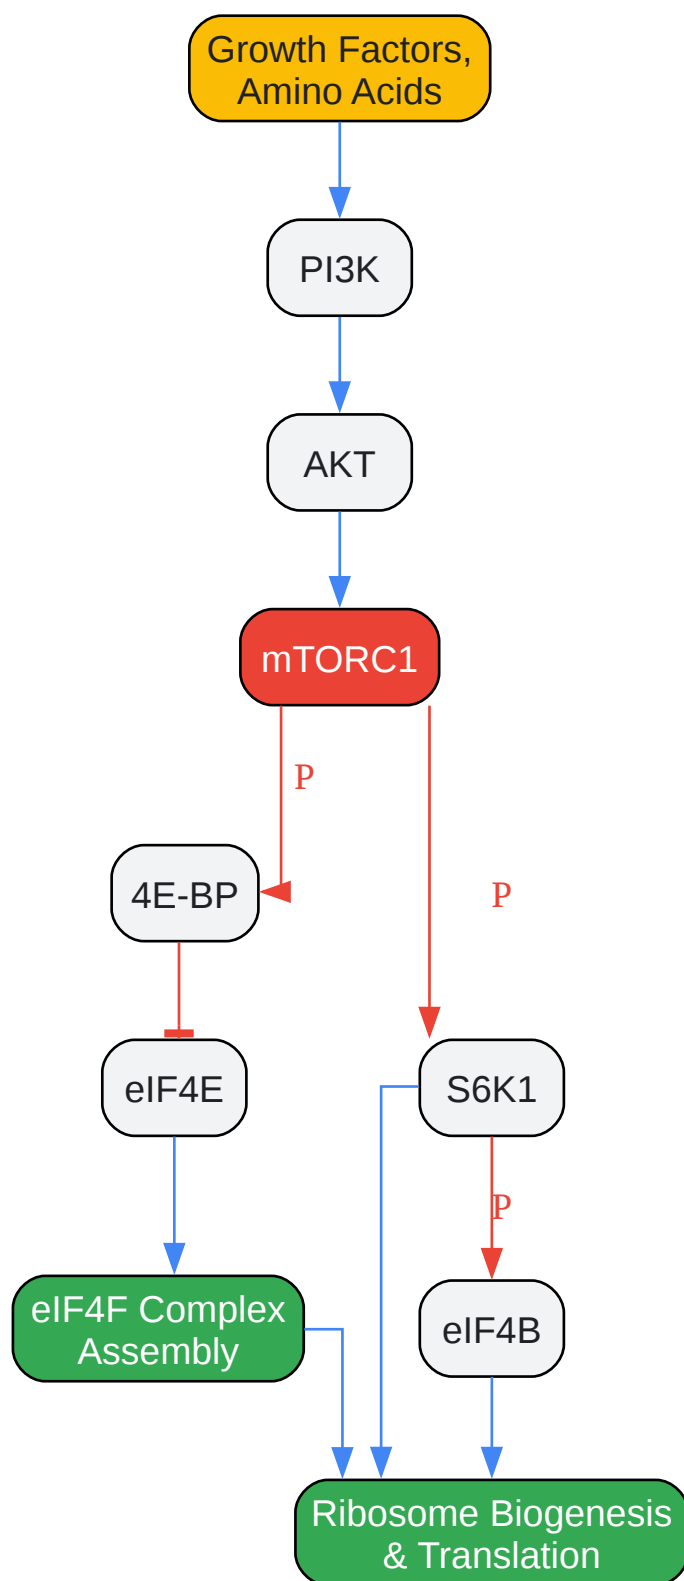 Growth Factors,
Amino Acids
PI3K
AKT
mTORC1
P
4E-BP
P
eIF4E
S6K1
P
eIF4F Complex
Assembly
eIF4B
Ribosome Biogenesis
& Translation